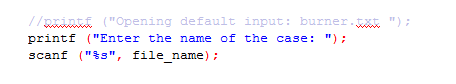 //printf ("Opening default input: burner.txt ");
printf ("Enter the name of the case: ");
scanf ("%s", file_name);